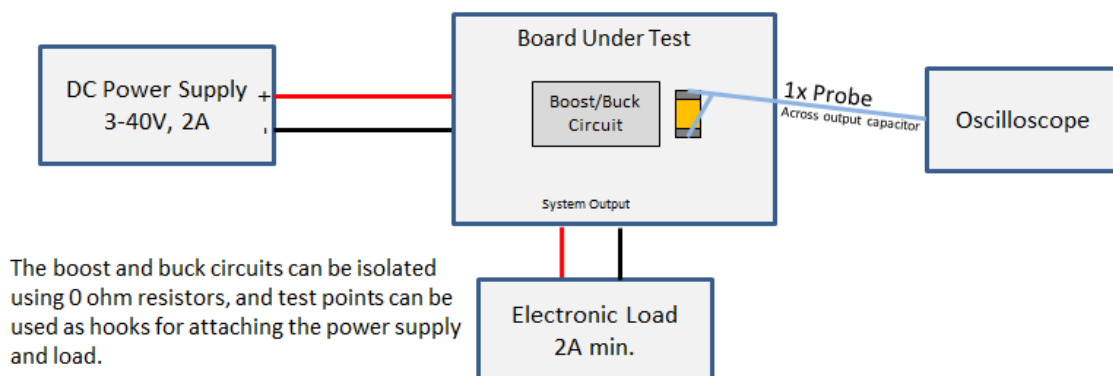 Board Under Test
DC Power Supply +
3-40V, 2A -
Boost/Buck
Circuit
1x Probe
Across output capacitor
Oscilloscope
System Output
The boost and buck circuits can be isolated
using 0 ohm resistors, and test points can be
used as hooks for attaching the power supply
and load.
Electronic Load
2A min.